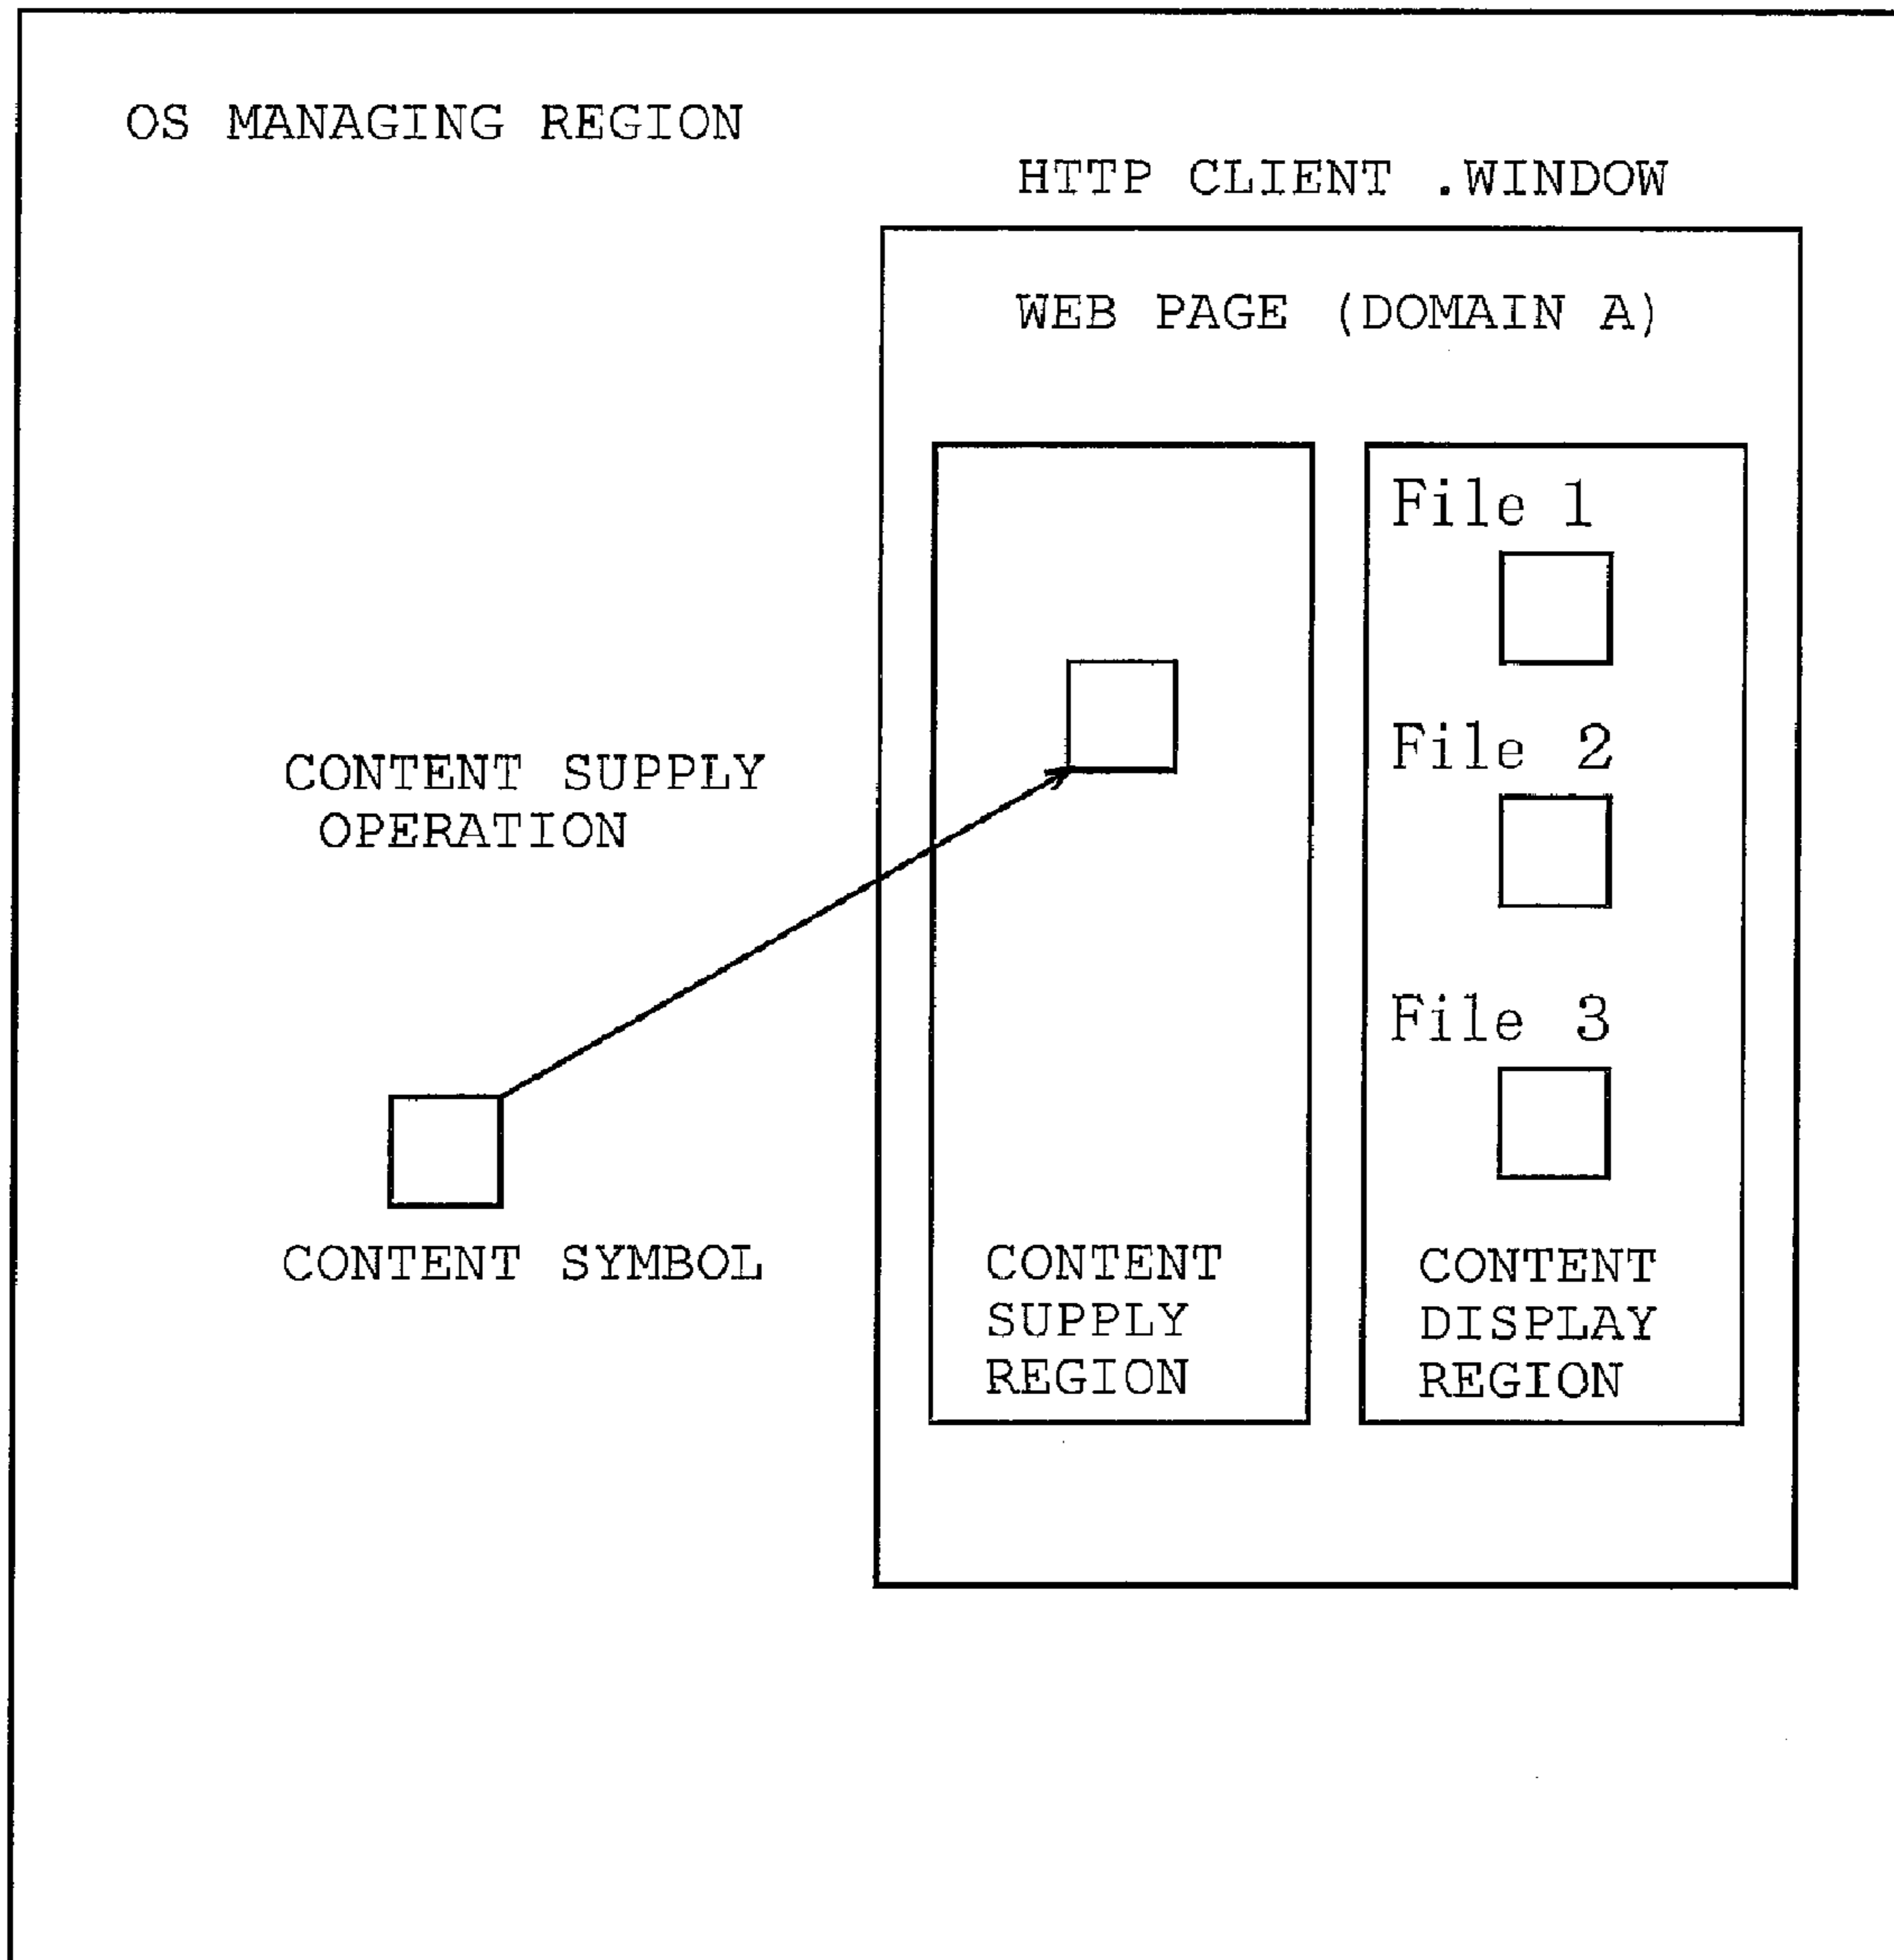 OS MANAGING REGION
HTTP CLIENT .WINDOW
WEB PAGE (DOMAIN A)
File 1
File 2
File 3
CONTENT SUPPLY
OPERATION
CONTENT SYMBOL
CONTENT
SUPPLY
REGION
CONTENT
DISPLAY
REGION